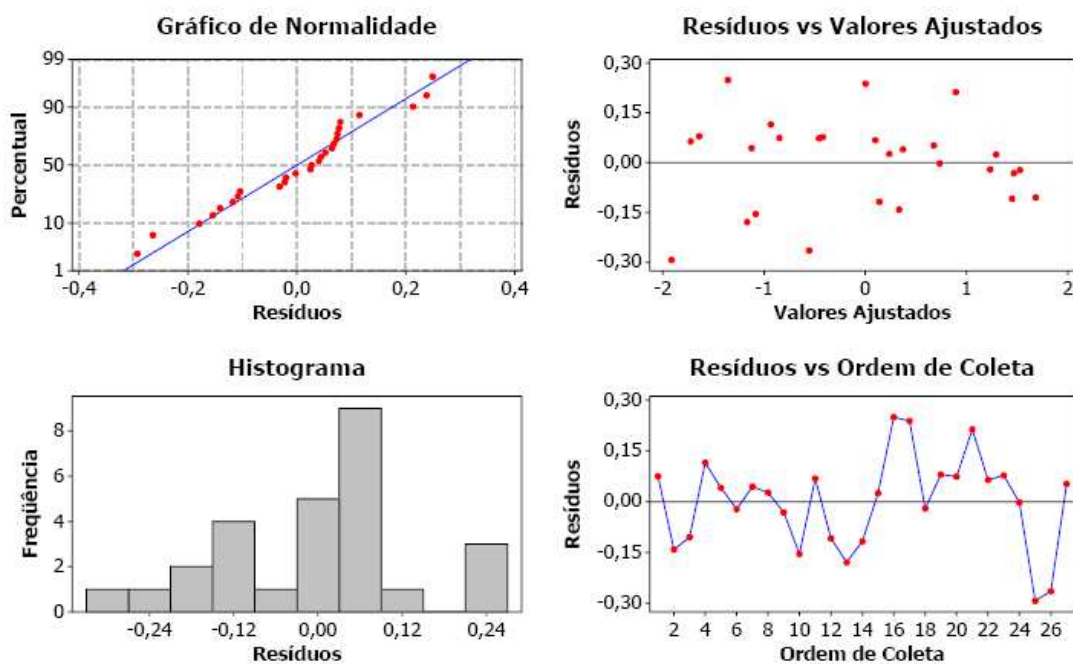 Gráfico de Normalidade
99
90
50
10
1
Percentual
-0,4 -0,2 0,0 0,2 0,4
Resíduos
Resíduos vs Valores Ajustados
0,30
0,15
0,00
-0,15
-0,30
Resíduos
-2 -1 0 1 2
Valores Ajustados
Histograma
8
6
4
2
0
Freqüência
-0,24 -0,12 0,00 0,12 0,24
Resíduos
Resíduos vs Ordem de Coleta
0,30
0,15
0,00
-0,15
-0,30
Resíduos
2 4 6 8 10 12 14 16 18 20 22 24 26
Ordem de Coleta